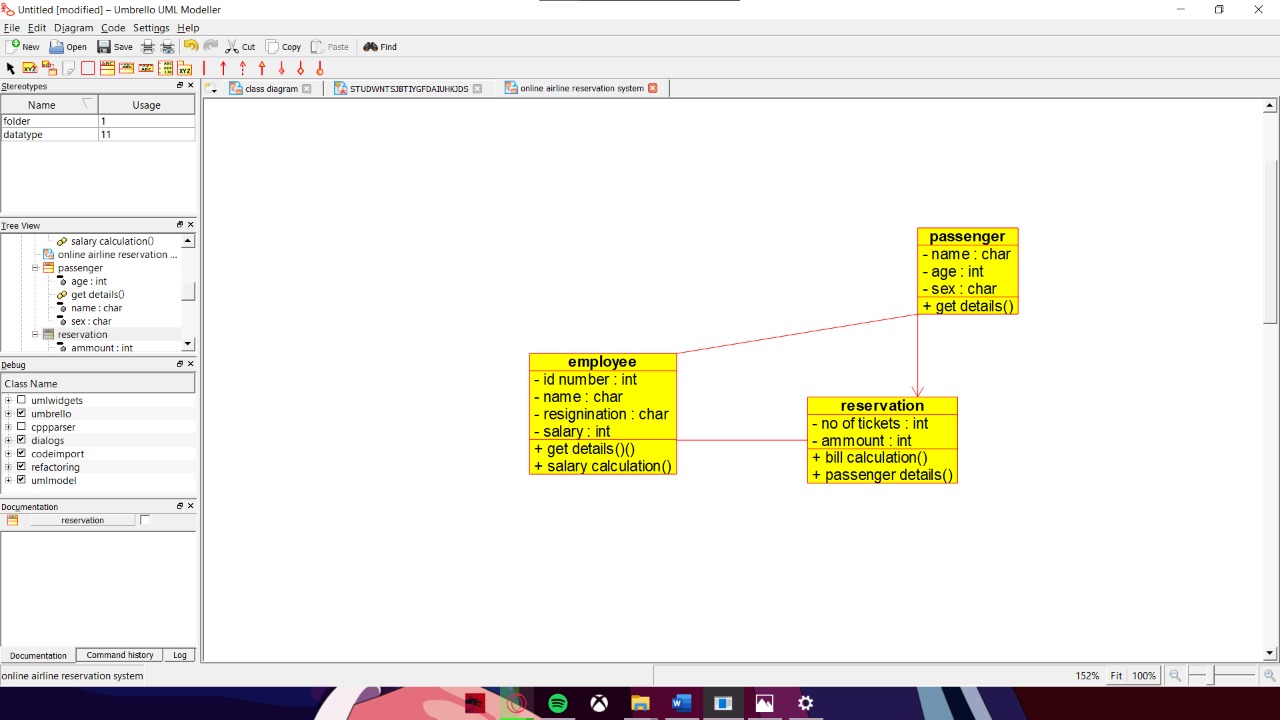 Untitled [modified] – Umbrello UML Modeller
File Edit Diagram Code Settings Help
New Open Save Cut Copy Paste Find
Stereotypes
class diagram
STUDWNTSJBTIYGFDAIUHKJDS
online airline reservation system
Name Usage
folder 1
datatype 11
Tree View
salary calculation()
online airline reservation ...
passenger
age : int
get details()
name : char
sex : char
reservation
ammount : int
Debug
Class Name
umlwidgets
umbrello
cppparser
dialogs
codeimport
refactoring
umlmodel
Documentation
reservation
Documentation Command history Log
passenger
- name : char
- age : int
- sex : char
+ get details()
employee
- id number : int
- name : char
- resignination : char
- salary : int
+ get details()()
+ salary calculation()
reservation
- no of tickets : int
- ammount : int
+ bill calculation()
+ passenger details()
online airline reservation system
152% Fit 100%